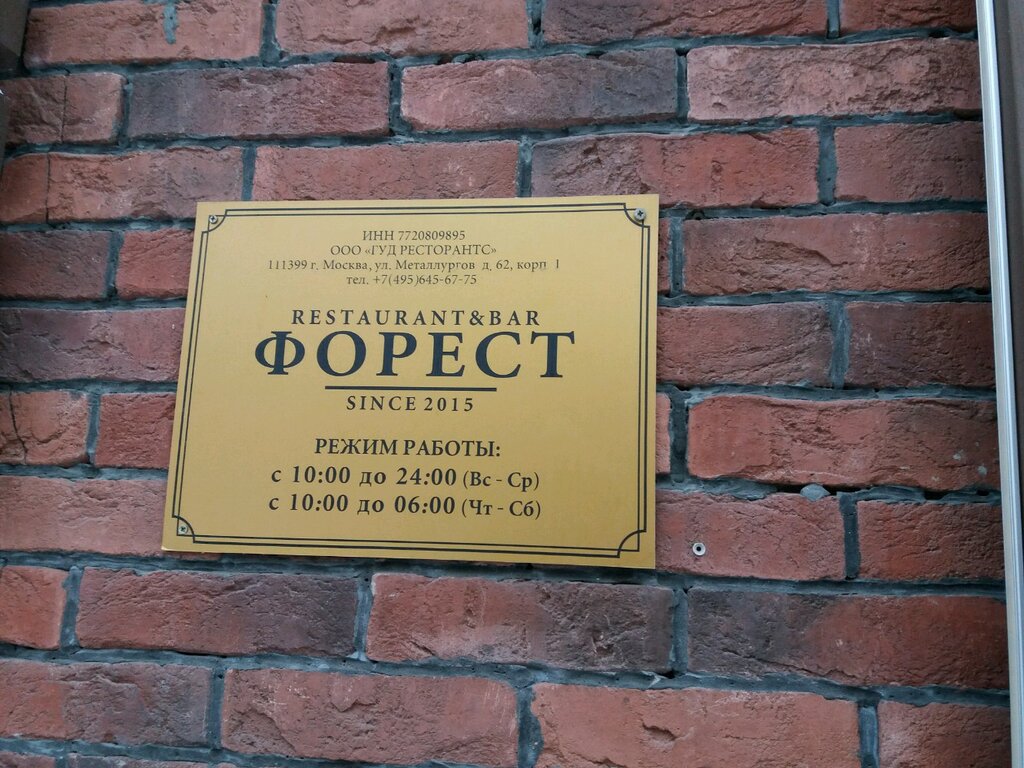 ИНН 7720809895
ООО «ГУД РЕСТОРАНТС»
111399 г. Москва, ул. Металлургов д. 62, корп 1
тел. +7(495)645-67-75
RESTAURANT&BAR
ФОРЕСТ
SINCE 2015
РЕЖИМ РАБОТЫ:
с 10:00 до 24:00 (Вс - Ср)
с 10:00 до 06:00 (Чт - Сб)